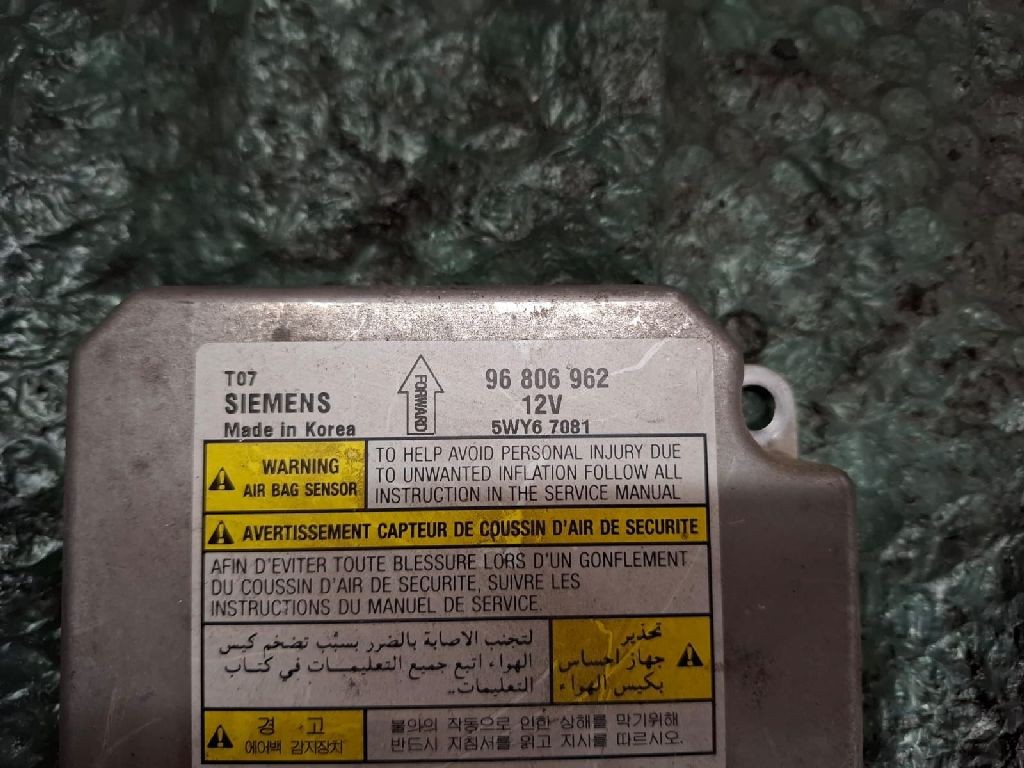 T07
SIEMENS
Made in Korea
FORWARD
96 806 962
12V
5WY6 7081
WARNING
AIR BAG SENSOR
TO HELP AVOID PERSONAL INJURY DUE
TO UNWANTED INFLATION FOLLOW ALL
INSTRUCTION IN THE SERVICE MANUAL
AVERTISSEMENT CAPTEUR DE COUSSIN D'AIR DE SECURITE
AFIN D'EVITER TOUTE BLESSURE LORS D'UN GONFLEMENT
DU COUSSIN D'AIR DE SECURITE, SUIVRE LES
INSTRUCTIONS DU MANUEL DE SERVICE.
تحذير
جهاز احساس
بكيس الهواء
لتجنب الاصابة بالضرر بسبب تضخم كيس
الهواء اتبع جميع التعليمات في كتاب
التعليمات..
경 고
에어백 감지장치
불의의 작동으로 인한 상해를 막기위해
반드시 지침서를 읽고 지시를 따르시오.